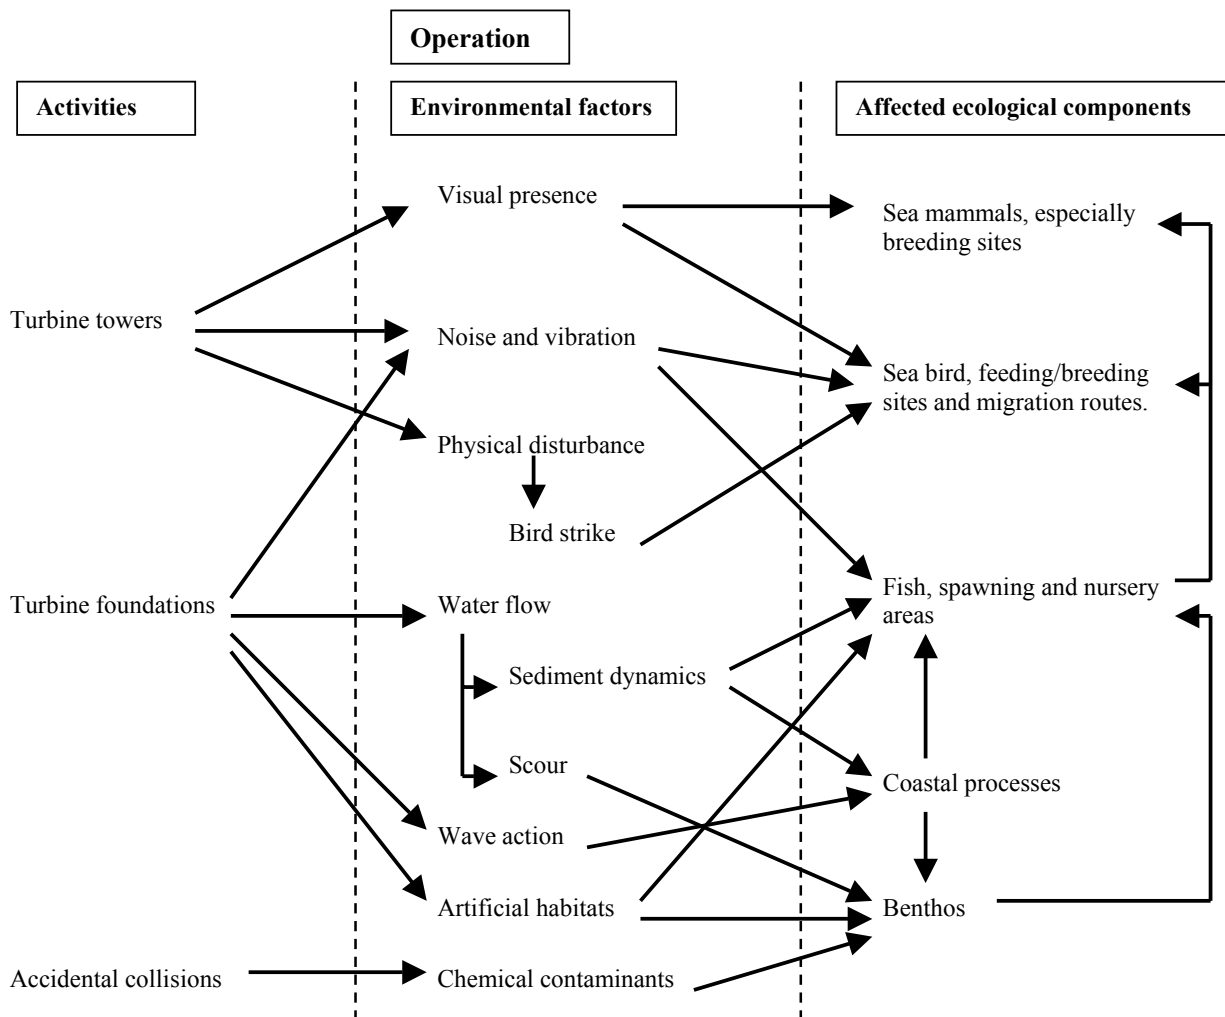 Operation
Activities
Environmental factors
Affected ecological components
Visual presence
Sea mammals, especially
breeding sites
Turbine towers
Noise and vibration
Sea bird, feeding/breeding
sites and migration routes.
Physical disturbance
Bird strike
Turbine foundations
Water flow
Fish, spawning and nursery
areas
Sediment dynamics
Scour
Coastal processes
Wave action
Artificial habitats
Benthos
Accidental collisions
Chemical contaminants